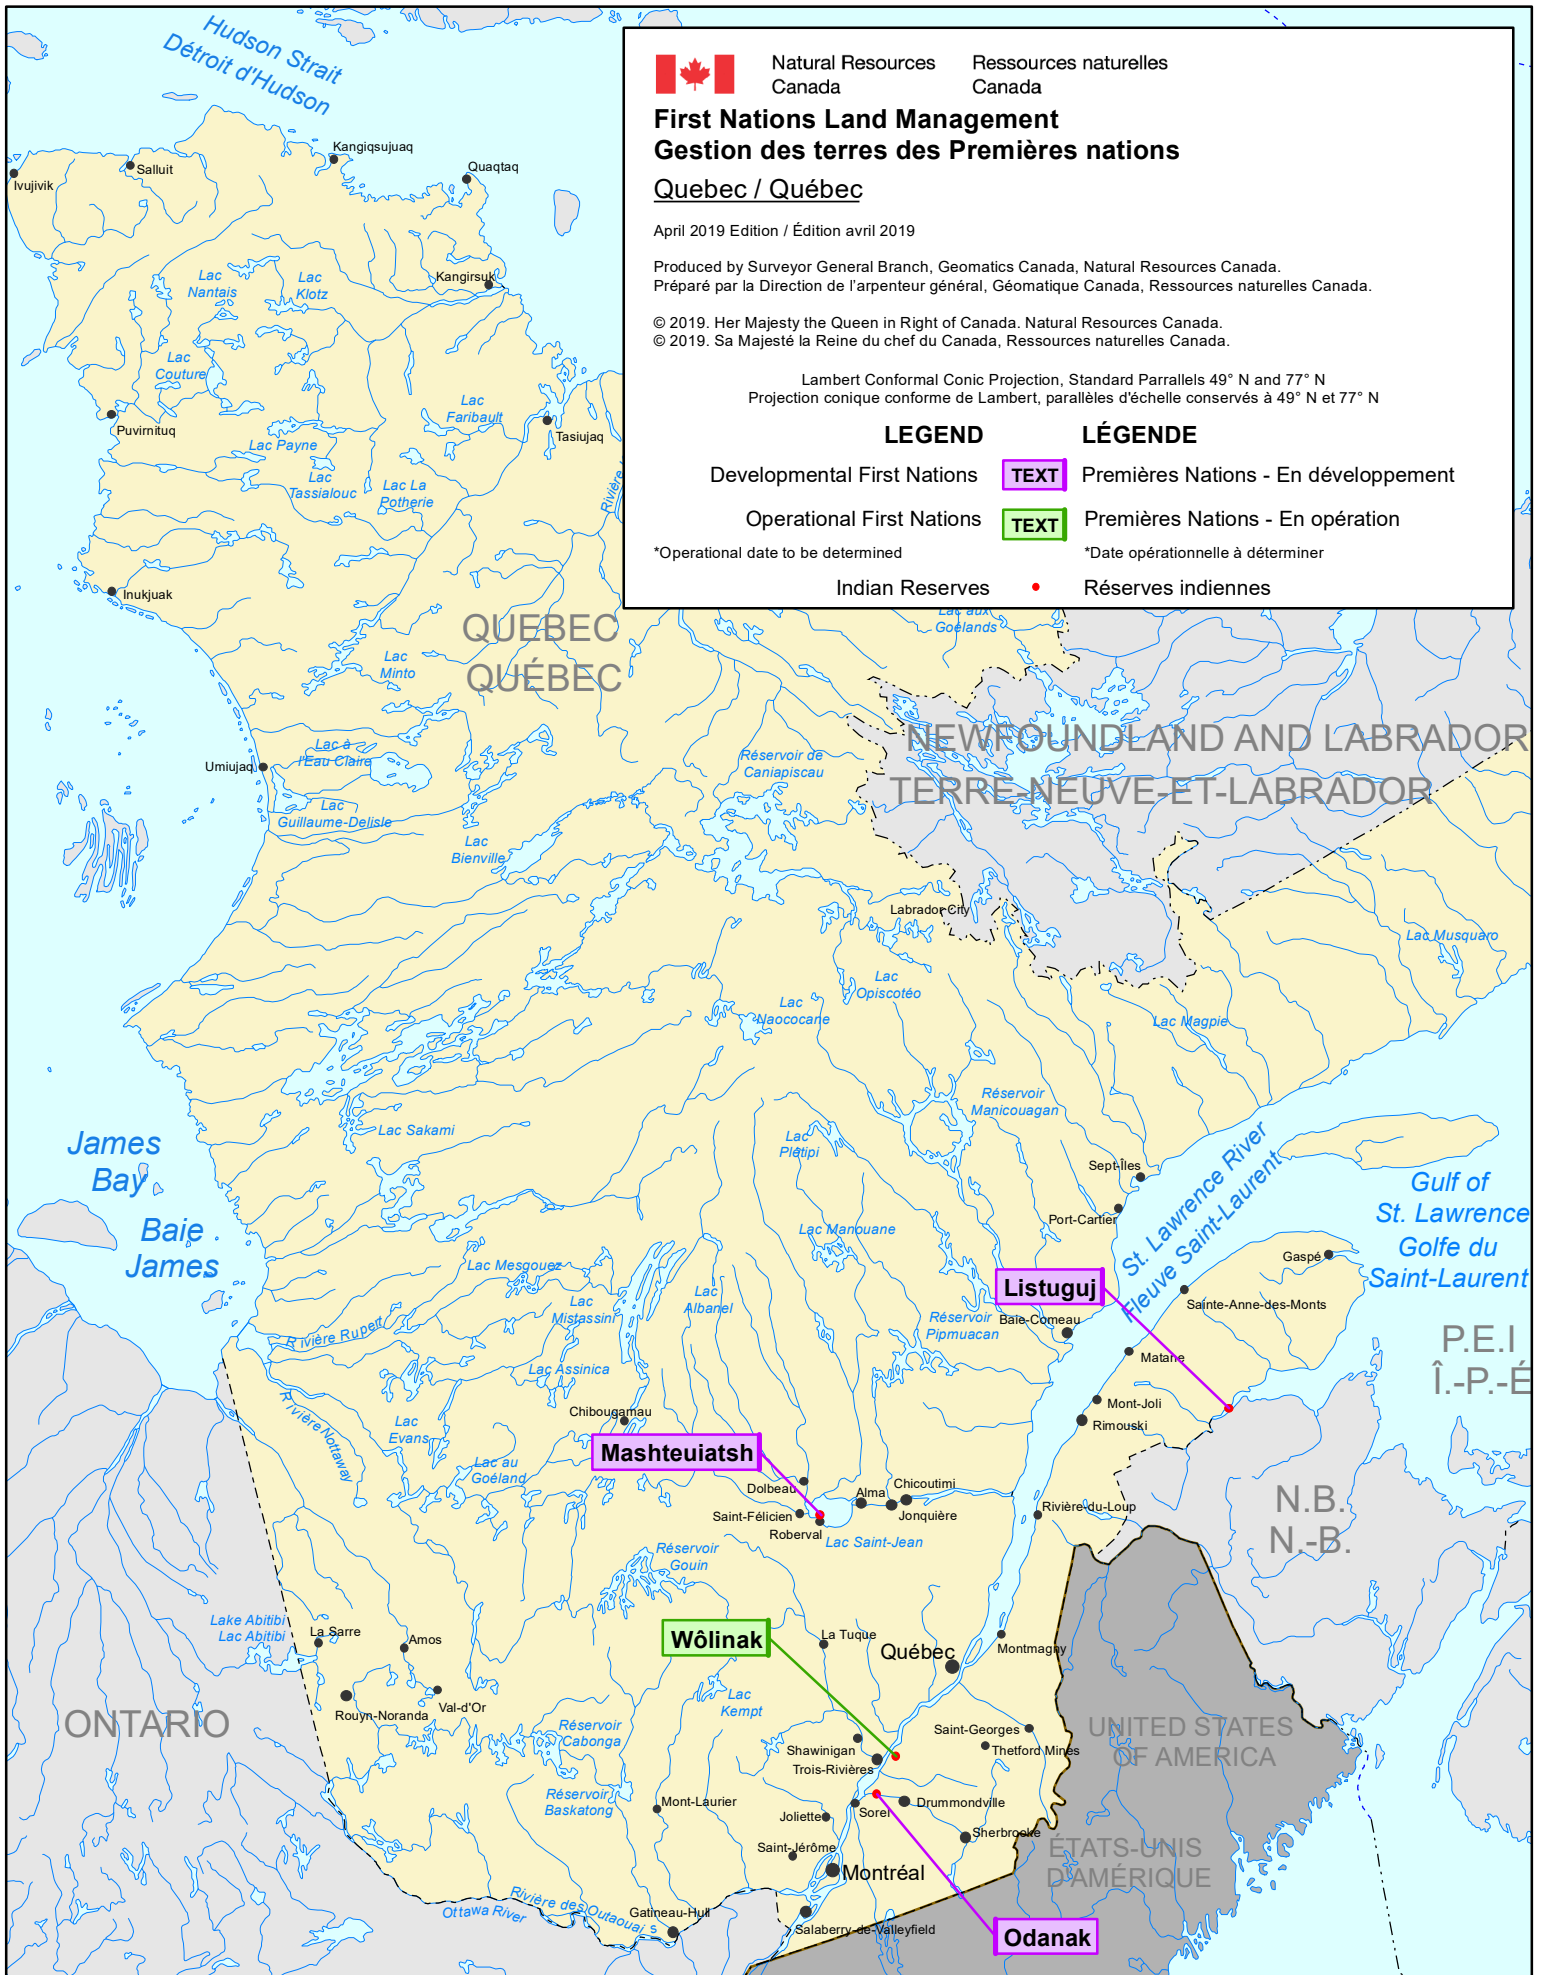 Hudson Strait
Détroit d'Hudson
Natural Resources
Canada
Ressources naturelles
Canada
First Nations Land Management
Gestion des terres des Premières nations
Quebec / Québec
April 2019 Edition / Édition avril 2019
Produced by Surveyor General Branch, Geomatics Canada, Natural Resources Canada.
Préparé par la Direction de l'arpenteur général, Géomatique Canada, Ressources naturelles Canada.
© 2019. Her Majesty the Queen in Right of Canada. Natural Resources Canada.
© 2019. Sa Majesté la Reine du chef du Canada, Ressources naturelles Canada.
Lambert Conformal Conic Projection, Standard Parrallels 49° N and 77° N
Projection conique conforme de Lambert, parallèles d'échelle conservés à 49° N et 77° N
LEGEND LÉGENDE
Developmental First Nations TEXT Premières Nations - En développement
Operational First Nations TEXT Premières Nations - En opération
*Operational date to be determined *Date opérationnelle à déterminer
Indian Reserves Réserves indiennes
Ivujivik
Salluit
Kangiqsujuaq
Quaqtaq
Kangirsuk
Lac
Nantais
Lac
Klotz
Lac
Couture
Puvirnituq
Lac
Faribault
Tasiujaq
Lac Payne
Lac
Tassialouc
Lac La
Potherie
Rivière
Inukjuak
QUEBEC
QUÉBEC
Lac aux
Goélands
Lac
Minto
NEWFOUNDLAND AND LABRADOR
TERRE-NEUVE-ET-LABRADOR
Lac à
l'Eau Claire
Umiujaq
Réservoir de
Caniapiscau
Lac
Guillaume-Delisle
Lac
Bienville
Labrador City
Lac Musquaro
Lac
Opiscotéo
Lac
Naococane
Lac Magpie
Réservoir
Manicouagan
Lac Sakami
Lac
Plétipi
James
Bay
Baie
James
Sept-Îles
Port-Cartier
St. Lawrence River
Fleuve Saint-Laurent
Gulf of
St. Lawrence
Golfe du
Saint-Laurent
Lac Manouane
Gaspé
Lac Mesgouez
Listuguj
Sainte-Anne-des-Monts
Lac
Albanel
Lac
Mistassini
Réservoir
Pipmuacan
Baie-Comeau
Rivière Rupert
P.E.I
Î.-P.-É
Matane
Lac Assinica
Rivière Nottaway
Chibougamau
Mont-Joli
Rimouski
Lac
Evans
Mashteuiatsh
Lac au
Goéland
Dolbeau
Alma
Chicoutimi
Jonquière
Saint-Félicien
Roberval
Lac Saint-Jean
Rivière-du-Loup
N.B.
N.-B.
Réservoir
Gouin
Lake Abitibi
Lac Abitibi
La Sarre
Amos
Wôlinak
La Tuque
Québec
Montmagny
Rouyn-Noranda
Val-d'Or
Lac
Kempt
ONTARIO
Réservoir
Cabonga
Saint-Georges
Thetford Mines
UNITED STATES
OF AMERICA
Shawinigan
Trois-Rivières
Réservoir
Baskatong
Mont-Laurier
Joliette
Sorel
Drummondville
Sherbrooke
Saint-Jérôme
Montréal
ÉTATS-UNIS
D'AMÉRIQUE
Rivière des Outaouais
Ottawa River
Gatineau-Hull
Salaberry-de-Valleyfield
Odanak